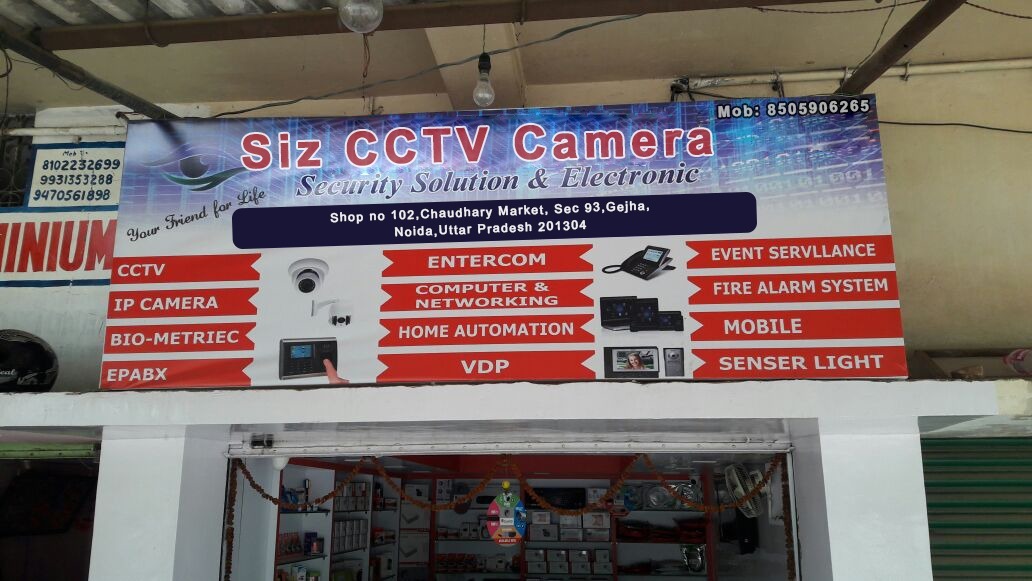 Mob: 8505906265
Siz CCTV Camera
Security Solution & Electronic
Your Friend for Life
Shop no 102,Chaudhary Market, Sec 93,Gejha,
Noida,Uttar Pradesh 201304
CCTV
IP CAMERA
BIO-METRIEC
EPABX
ENTERCOM
COMPUTER &
NETWORKING
HOME AUTOMATION
VDP
EVENT SERVLLANCE
FIRE ALARM SYSTEM
MOBILE
SENSER LIGHT
8102232699
9931353288
9470561898
INIUM